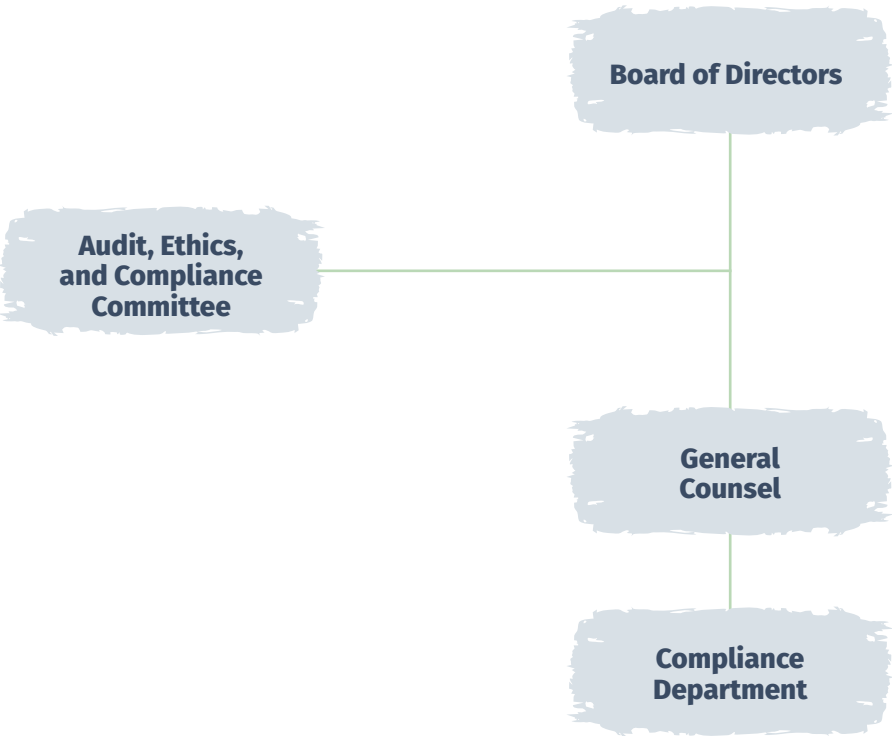 Board of Directors
Audit, Ethics,
and Compliance
Committee
General
Counsel
Compliance
Department